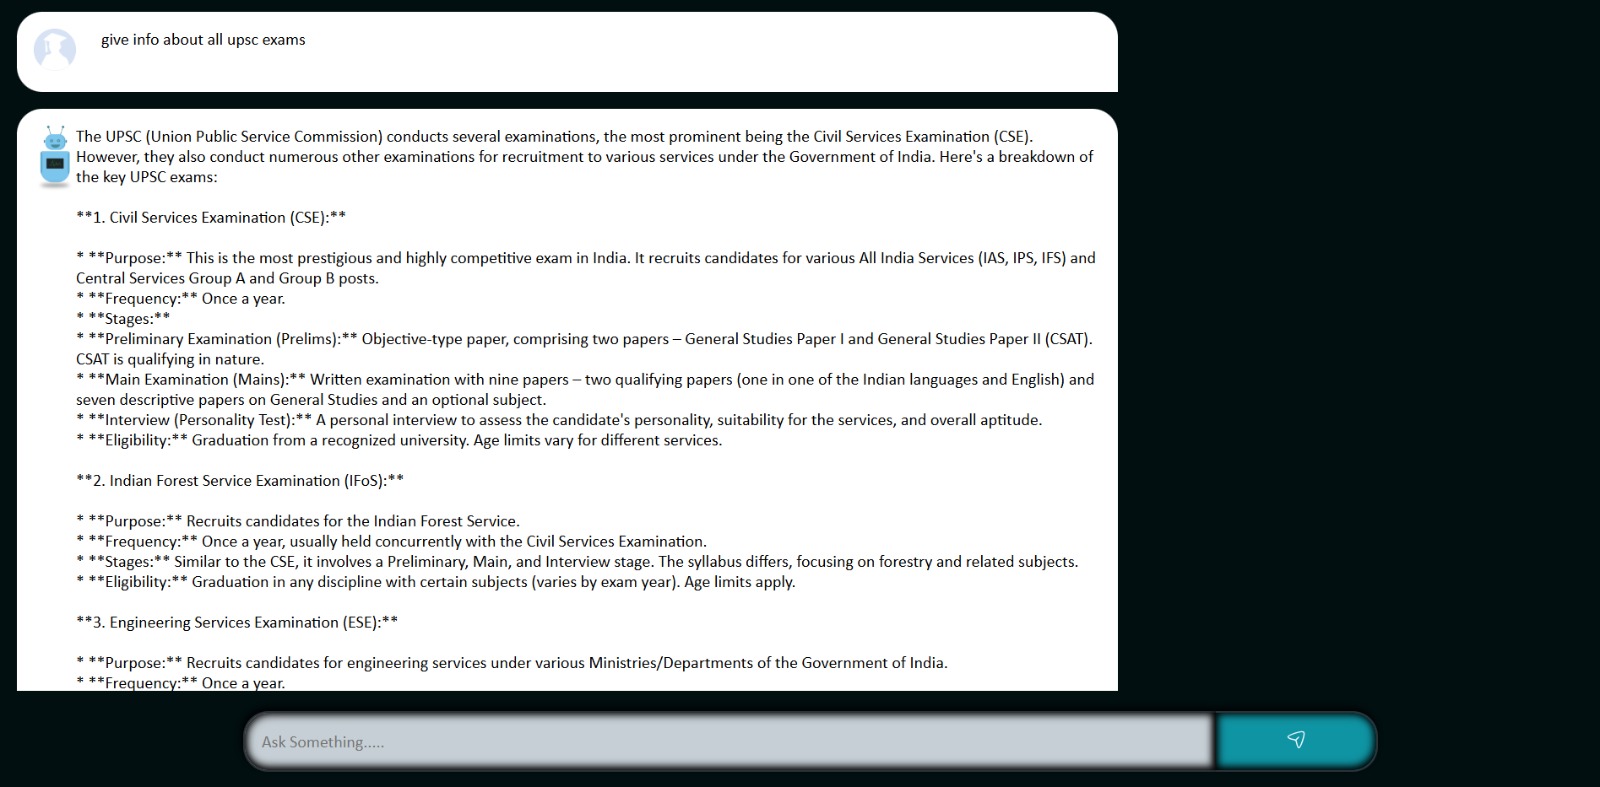 give info about all upsc exams
The UPSC (Union Public Service Commission) conducts several examinations, the most prominent being the Civil Services Examination (CSE).
However, they also conduct numerous other examinations for recruitment to various services under the Government of India. Here's a breakdown of
the key UPSC exams:
**1. Civil Services Examination (CSE):**
* **Purpose:** This is the most prestigious and highly competitive exam in India. It recruits candidates for various All India Services (IAS, IPS, IFS) and
Central Services Group A and Group B posts.
* **Frequency:** Once a year.
* **Stages:**
* **Preliminary Examination (Prelims):** Objective-type paper, comprising two papers – General Studies Paper I and General Studies Paper II (CSAT).
CSAT is qualifying in nature.
* **Main Examination (Mains):** Written examination with nine papers – two qualifying papers (one in one of the Indian languages and English) and
seven descriptive papers on General Studies and an optional subject.
* **Interview (Personality Test):** A personal interview to assess the candidate's personality, suitability for the services, and overall aptitude.
* **Eligibility:** Graduation from a recognized university. Age limits vary for different services.
**2. Indian Forest Service Examination (IFoS):**
* **Purpose:** Recruits candidates for the Indian Forest Service.
* **Frequency:** Once a year, usually held concurrently with the Civil Services Examination.
* **Stages:** Similar to the CSE, it involves a Preliminary, Main, and Interview stage. The syllabus differs, focusing on forestry and related subjects.
* **Eligibility:** Graduation in any discipline with certain subjects (varies by exam year). Age limits apply.
**3. Engineering Services Examination (ESE):**
* **Purpose:** Recruits candidates for engineering services under various Ministries/Departments of the Government of India.
* **Frequency:** Once a year.
Ask Something.....